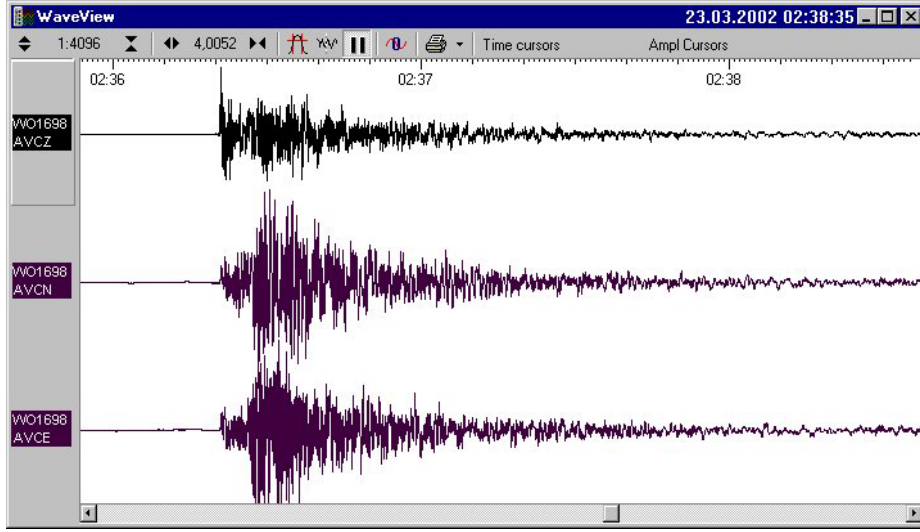 WaveView 23.03.2002 02:38:35
1:4096 4,0052 Time cursors Ampl Cursors
02:36 02:37 02:38
WO1698
AVCZ
WO1698
AVCN
WO1698
AVCE